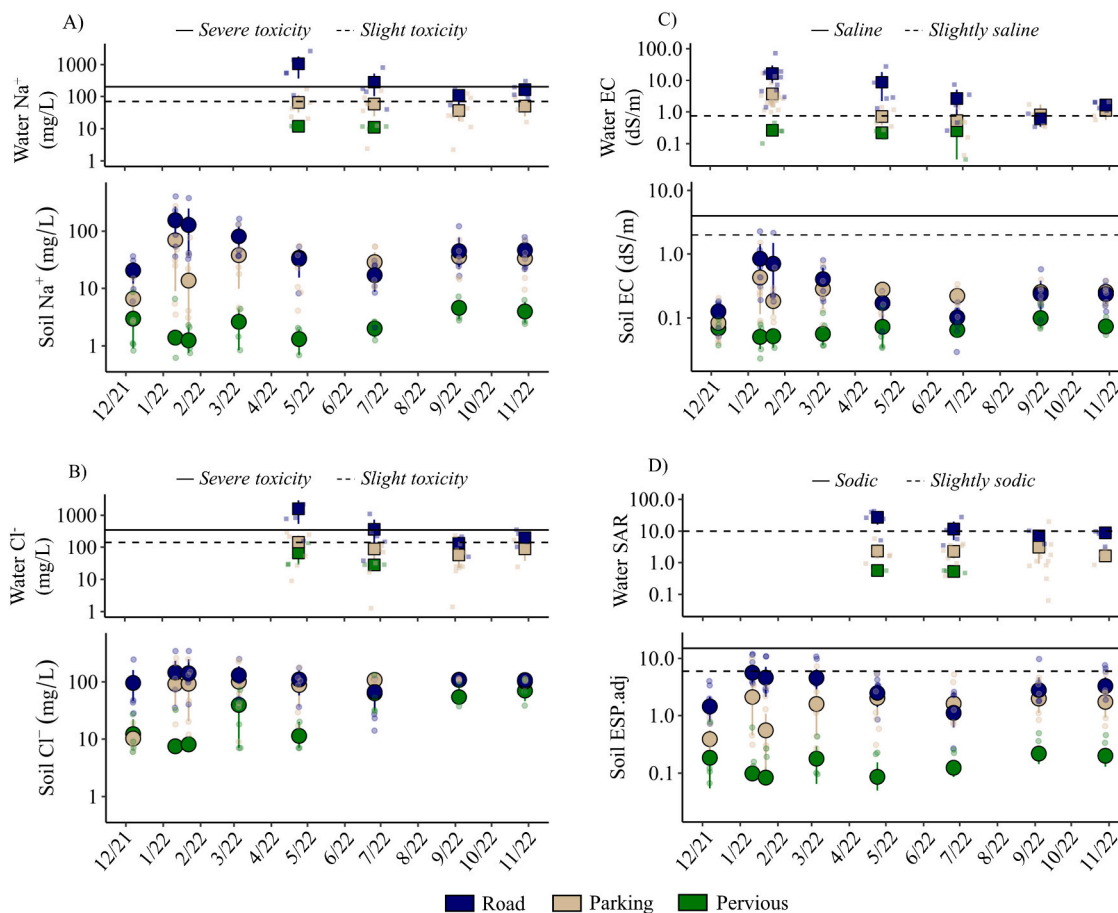 A)
— Severe toxicity --- Slight toxicity
Water Na⁺
(mg/L)
1000
100
10
1
Soil Na⁺ (mg/L)
100
10
1
12/21 1/22 2/22 3/22 4/22 5/22 6/22 7/22 8/22 9/22 10/22 11/22
C)
— Saline --- Slightly saline
Water EC
(dS/m)
100.0
10.0
1.0
0.1
Soil EC (dS/m)
10.0
1.0
0.1
12/21 1/22 2/22 3/22 4/22 5/22 6/22 7/22 8/22 9/22 10/22 11/22
B)
— Severe toxicity --- Slight toxicity
Water Cl⁻
(mg/L)
1000
100
10
1
Soil Cl⁻ (mg/L)
100
10
1
12/21 1/22 2/22 3/22 4/22 5/22 6/22 7/22 8/22 9/22 10/22 11/22
D)
— Sodic --- Slightly sodic
Water SAR
100.0
10.0
1.0
0.1
Soil ESP.adj
10.0
1.0
0.1
12/21 1/22 2/22 3/22 4/22 5/22 6/22 7/22 8/22 9/22 10/22 11/22
Road Parking Pervious